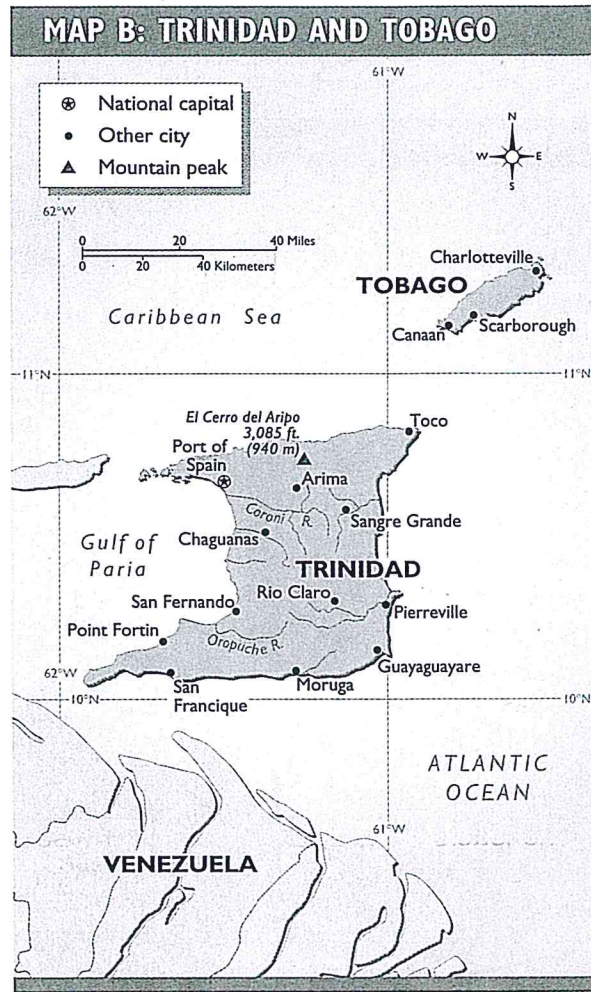 MAP B: TRINIDAD AND TOBAGO
61°W
National capital
Other city
Mountain peak
N
W
E
S
62°W
0 20 40 Miles
0 20 40 Kilometers
Charlotteville
TOBAGO
Caribbean Sea
Canaan
Scarborough
11°N
11°N
El Cerro del Aripo
3,085 ft.
(940 m)
Toco
Port of
Spain
Arima
Caroni R.
Sangre Grande
Chaguanas
Gulf of
Paria
TRINIDAD
Rio Claro
San Fernando
Pierreville
Point Fortin
Oropuche R.
Guayaguayare
62°W
San
Francique
Moruga
10°N
10°N
ATLANTIC
OCEAN
61°W
VENEZUELA